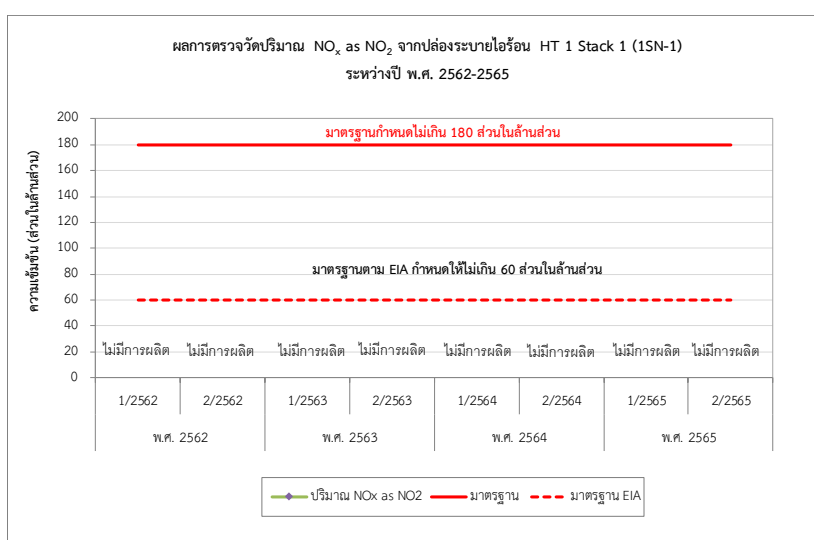 ผลการตรวจวัดปริมาณ NOx as NO2 จากปล่องระบายไอร้อน HT 1 Stack 1 (1SN-1)
ระหว่างปี พ.ศ. 2562-2565
ความเข้มข้น (ส่วนในล้านส่วน)
200
180
160
140
120
100
80
60
40
20
0
มาตรฐานกำหนดไม่เกิน 180 ส่วนในล้านส่วน
มาตรฐานตาม EIA กำหนดให้ไม่เกิน 60 ส่วนในล้านส่วน
ไม่มีการผลิต ไม่มีการผลิต ไม่มีการผลิต ไม่มีการผลิต ไม่มีการผลิต ไม่มีการผลิต ไม่มีการผลิต ไม่มีการผลิต
1/2562 2/2562 1/2563 2/2563 1/2564 2/2564 1/2565 2/2565
พ.ศ. 2562 พ.ศ. 2563 พ.ศ. 2564 พ.ศ. 2565
ปริมาณ NOx as NO2 มาตรฐาน มาตรฐาน EIA